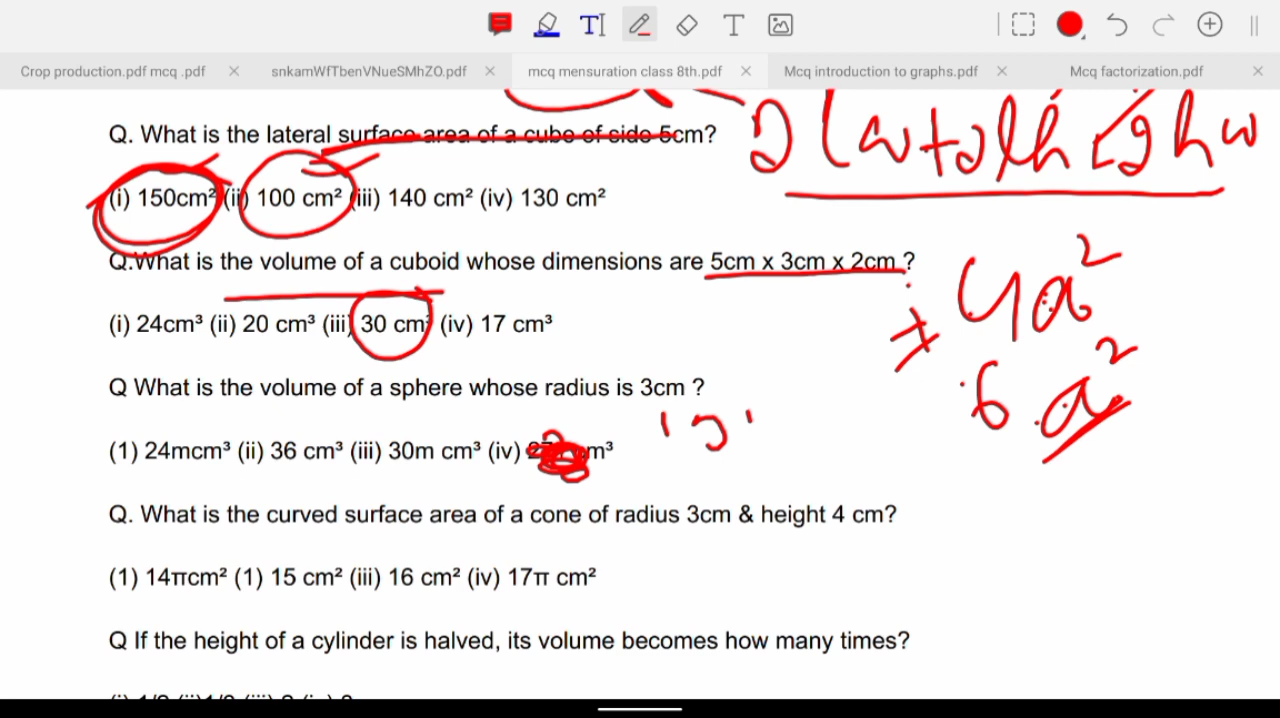 TI T
Crop production.pdf mcq .pdf × snkamWfTbenVNueSMhZO.pdf × mcq mensuration class 8th.pdf × Mcq introduction to graphs.pdf × Mcq factorization.pdf ×
Q. What is the lateral surface area of a cube of side 5cm?
(i) 150cm² (ii) 100 cm² (iii) 140 cm² (iv) 130 cm²
Q.What is the volume of a cuboid whose dimensions are 5cm x 3cm x 2cm ?
4a²
(i) 24cm³ (ii) 20 cm³ (iii) 30 cm³ (iv) 17 cm³
6 a²
Q What is the volume of a sphere whose radius is 3cm ?
(1) 24mcm³ (ii) 36 cm³ (iii) 30m cm³ (iv) m³
Q. What is the curved surface area of a cone of radius 3cm & height 4 cm?
(1) 14πcm² (1) 15 cm² (iii) 16 cm² (iv) 17π cm²
Q If the height of a cylinder is halved, its volume becomes how many times?